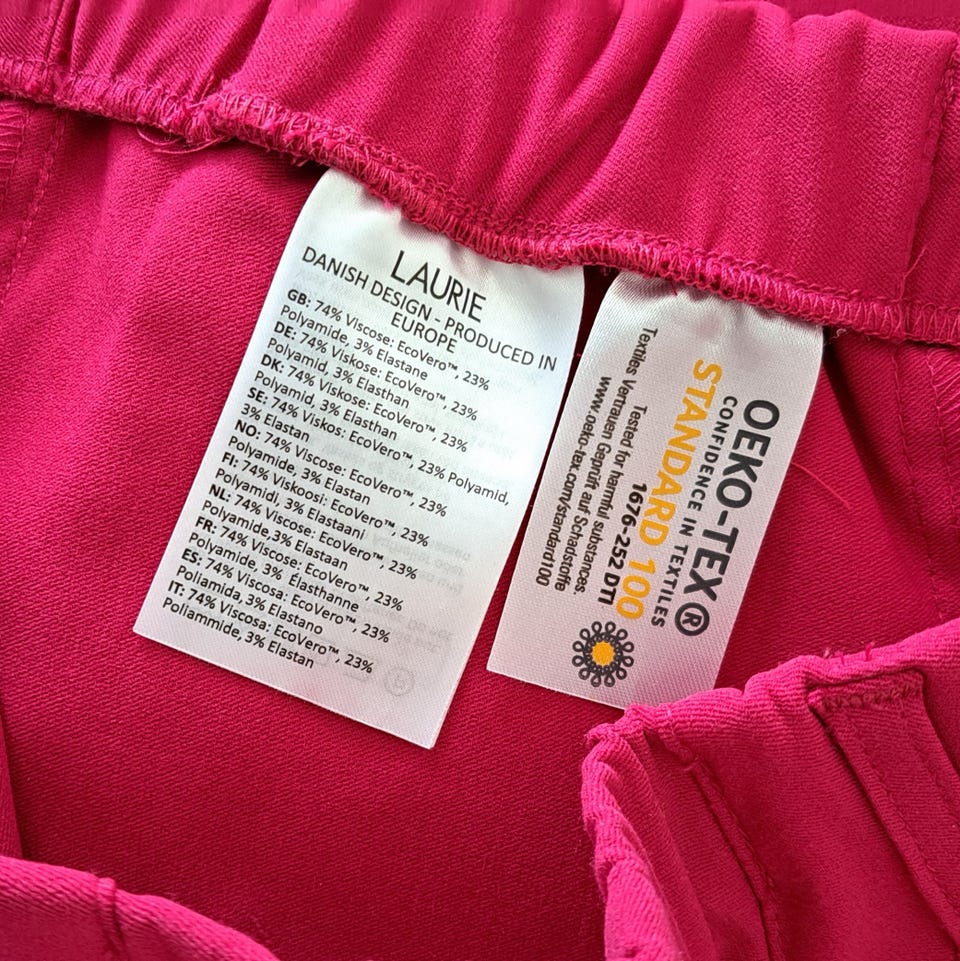 LAURIE
DANISH DESIGN - PRODUCED IN
EUROPE
GB: 74% Viscose: EcoVero™, 23%
Polyamide, 3% Elastane
DE: 74% Viskose: EcoVero™, 23%
Polyamid, 3% Elasthan
DK: 74% Viskose: EcoVero™, 23%
Polyamid, 3% Elasthan
SE: 74% Viskos: EcoVero™, 23% Polyamid,
3% Elastan
NO: 74% Viscose: EcoVero™, 23%
Polyamide, 3% Elastan
FI: 74% Viskoosi: EcoVero™, 23%
Polyamidi, 3% Elastaani
NL: 74% Viscose: EcoVero™, 23%
Polyamide,3% Elastaan
FR: 74% Viscose: EcoVero™, 23%
Polyamide, 3% Élasthanne
ES: 74% Viscosa: EcoVero™, 23%
Poliamida,3% Elastano
IT: 74% Viscosa: EcoVero™, 23%
Poliammide, 3% Elastan
OEKO-TEX®
CONFIDENCE IN TEXTILES
STANDARD 100
1676-252 DTI
Tested for harmful substances.
Textiles Vertrauen Geprüft auf Schadstoffe
www.oeko-tex.com/standard100